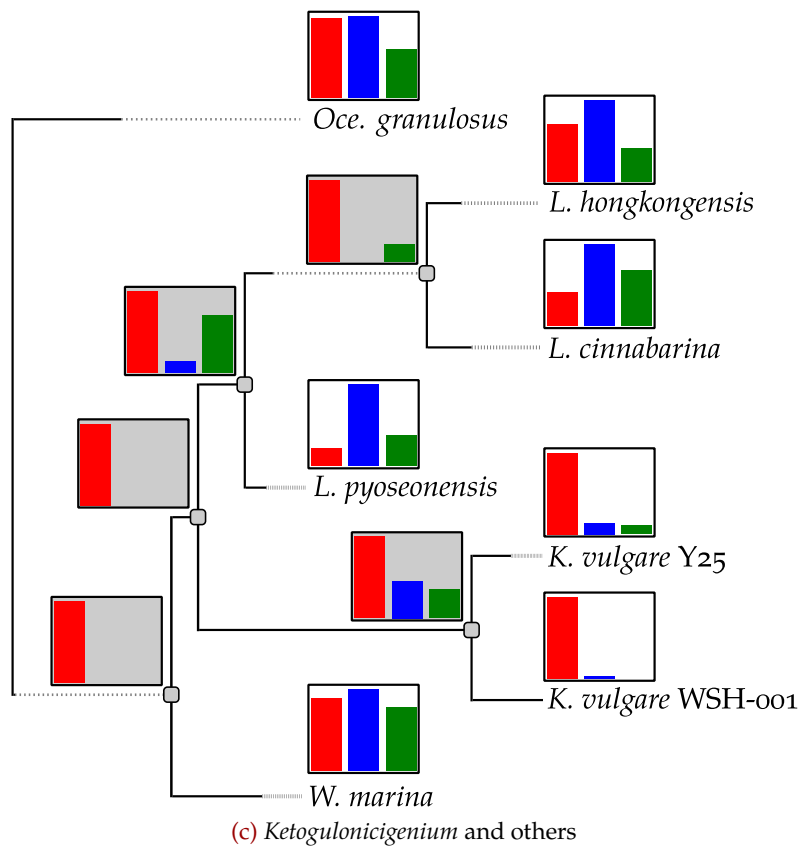 Oce. granulosus
L. hongkongensis
L. cinnabarina
L. pyoseonensis
K. vulgare Y25
K. vulgare WSH-001
W. marina
(c) Ketogulonicigenium and others